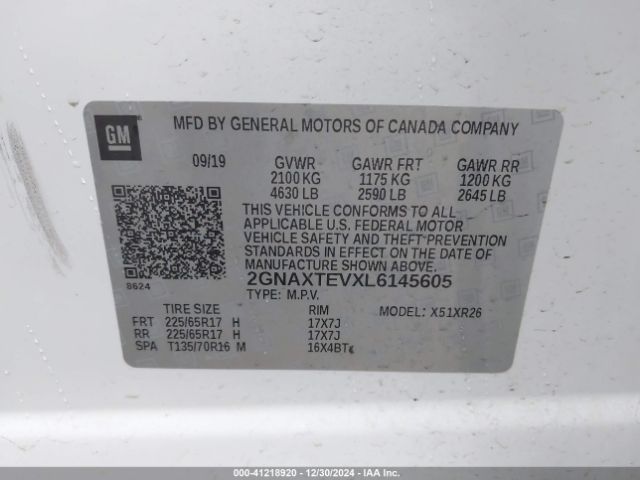 GM
MFD BY GENERAL MOTORS OF CANADA COMPANY
09/19 GVWR GAWR FRT GAWR RR
2100 KG 1175 KG 1200 KG
4630 LB 2590 LB 2645 LB
THIS VEHICLE CONFORMS TO ALL
APPLICABLE U.S. FEDERAL MOTOR
VEHICLE SAFETY AND THEFT PREVENTION
STANDARDS IN EFFECT ON THE DATE OF
MANUFACTURE SHOWN ABOVE.
8624
2GNAXTEVXL6145605
TYPE: M.P.V.
TIRE SIZE RIM MODEL: X51XR26
FRT 225/65R17 H 17X7J
RR 225/65R17 H 17X7J
SPA T135/70R16 M 16X4BT
000-41218920 - 12/30/2024 - IAAI.COM